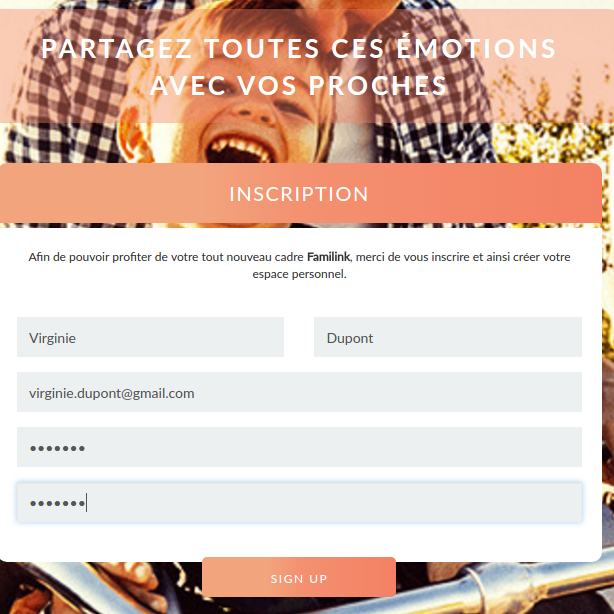 PARTAGEZ TOUTES CES ÉMOTIONS
AVEC VOS PROCHES
INSCRIPTION
Afin de pouvoir profiter de votre tout nouveau cadre Familink, merci de vous inscrire et ainsi créer votre
espace personnel.
Virginie
Dupont
virginie.dupont@gmail.com
•••••••
•••••••
SIGN UP